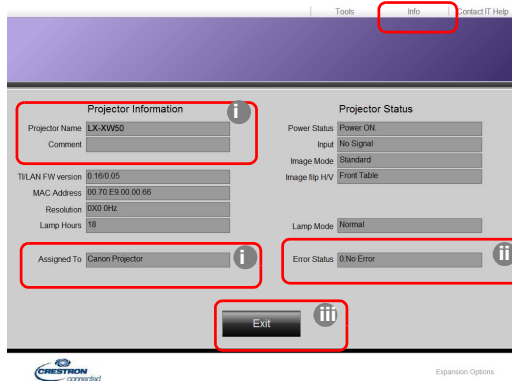 Tools Info Contact IT Help
Projector Information i
Projector Name LX-XW50
Comment
TI/LAN FW version 0.16/0.05
MAC Address 00.70.E9.00.00.66
Resolution 0X0 0Hz
Lamp Hours 18
Assigned To Canon Projector i
Projector Status
Power Status Power ON.
Input No Signal
Image Mode Standard
Image filp H/V Front Table
Lamp Mode Normal
Error Status 0:No Error ii
Exit iii
CRESTRON connected
Expansion Options